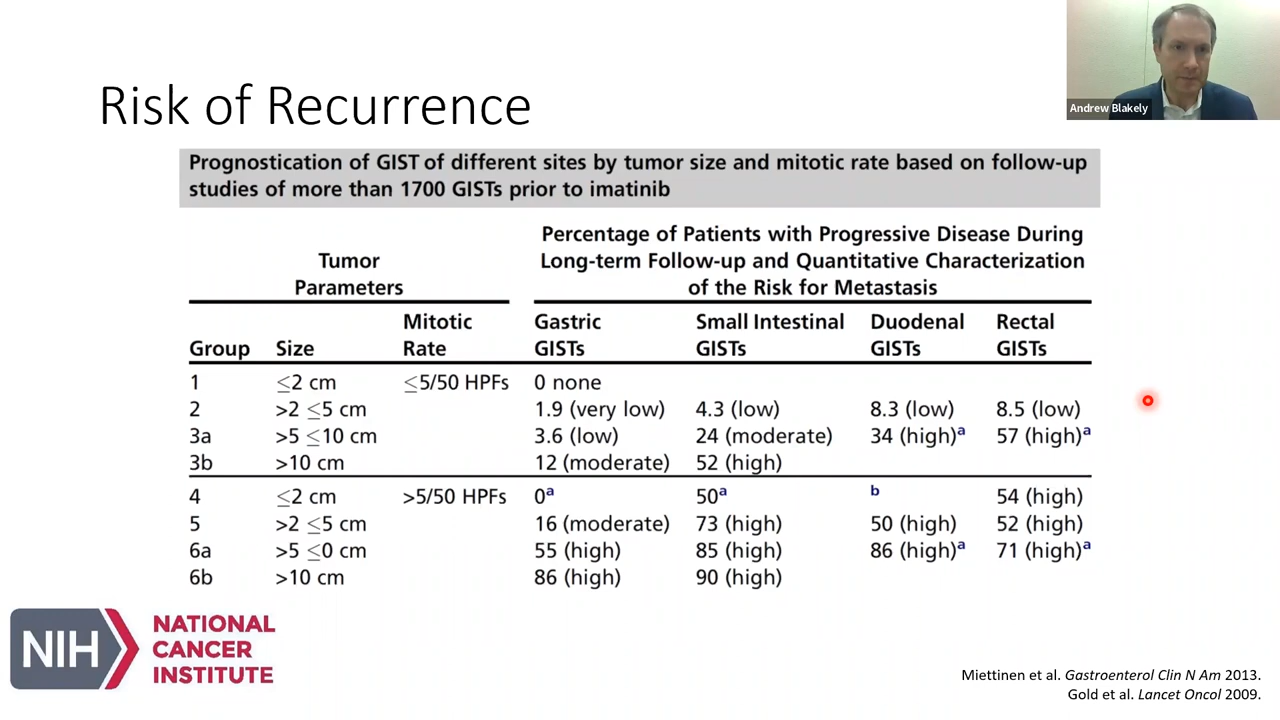 Andrew Blakely
Risk of Recurrence
Prognostication of GIST of different sites by tumor size and mitotic rate based on follow-up
studies of more than 1700 GISTs prior to imatinib
Tumor
Parameters
Percentage of Patients with Progressive Disease During
Long-term Follow-up and Quantitative Characterization
of the Risk for Metastasis
Group Size Mitotic Rate Gastric GISTs Small Intestinal GISTs Duodenal GISTs Rectal GISTs
1 ≤2 cm ≤5/50 HPFs 0 none
2 >2 ≤5 cm 1.9 (very low) 4.3 (low) 8.3 (low) 8.5 (low)
3a >5 ≤10 cm 3.6 (low) 24 (moderate) 34 (high)a 57 (high)a
3b >10 cm 12 (moderate) 52 (high)
4 ≤2 cm >5/50 HPFs 0a 50a b 54 (high)
5 >2 ≤5 cm 16 (moderate) 73 (high) 50 (high) 52 (high)
6a >5 ≤0 cm 55 (high) 85 (high) 86 (high)a 71 (high)a
6b >10 cm 86 (high) 90 (high)
NIH
NATIONAL
CANCER
INSTITUTE
Miettinen et al. Gastroenterol Clin N Am 2013.
Gold et al. Lancet Oncol 2009.